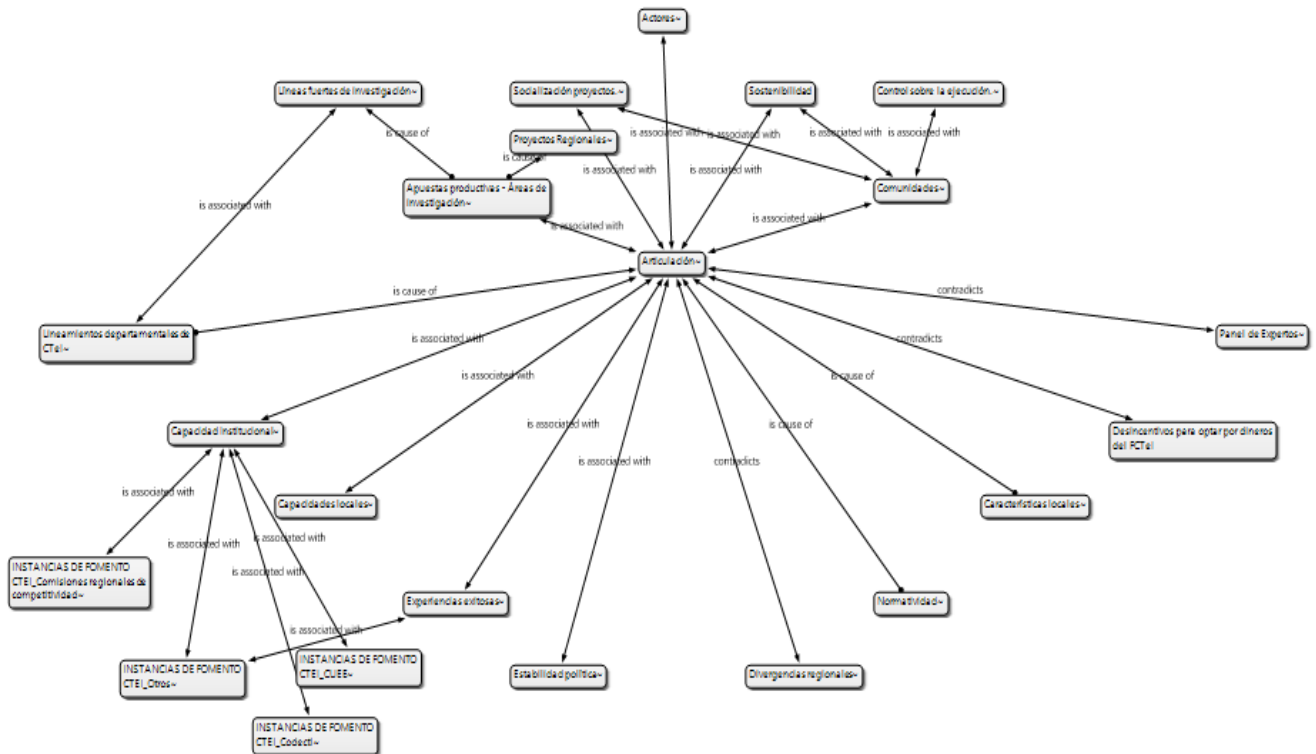 Actores~
Líneas fuertes de investigación~
Socialización proyectos.~
Sostenibilidad
Control sobre la ejecución.~
is cause of
is associated with
is associated with
is associated with
is associated with
Proyectos Regionales~
is cause of
is associated with
is associated with
Apuestas productivas - Áreas de
Investigación~
Comunidades~
is associated with
is associated with
is associated with
Articulación~
is cause of
contradicts
Lineamientos departamentales de
CTeI~
Panel de Expertos~
is associated with
contradicts
is associated with
is cause of
Capacidad Institucional~
is associated with
is cause of
Desincentivos para optar por dineros
del FCTeI
is associated with
contradicts
is associated with
Capacidades locales~
Características locales~
is associated with
is associated with
INSTANCIAS DE FOMENTO
CTEI_Comisiones regionales de
competitividad~
is associated with
Experiencias exitosas~
Normatividad~
is associated with
INSTANCIAS DE FOMENTO
CTEI_Otros~
INSTANCIAS DE FOMENTO
CTEI_CUEE~
Estabilidad política~
Divergencias regionales~
INSTANCIAS DE FOMENTO
CTEI_Codecti~